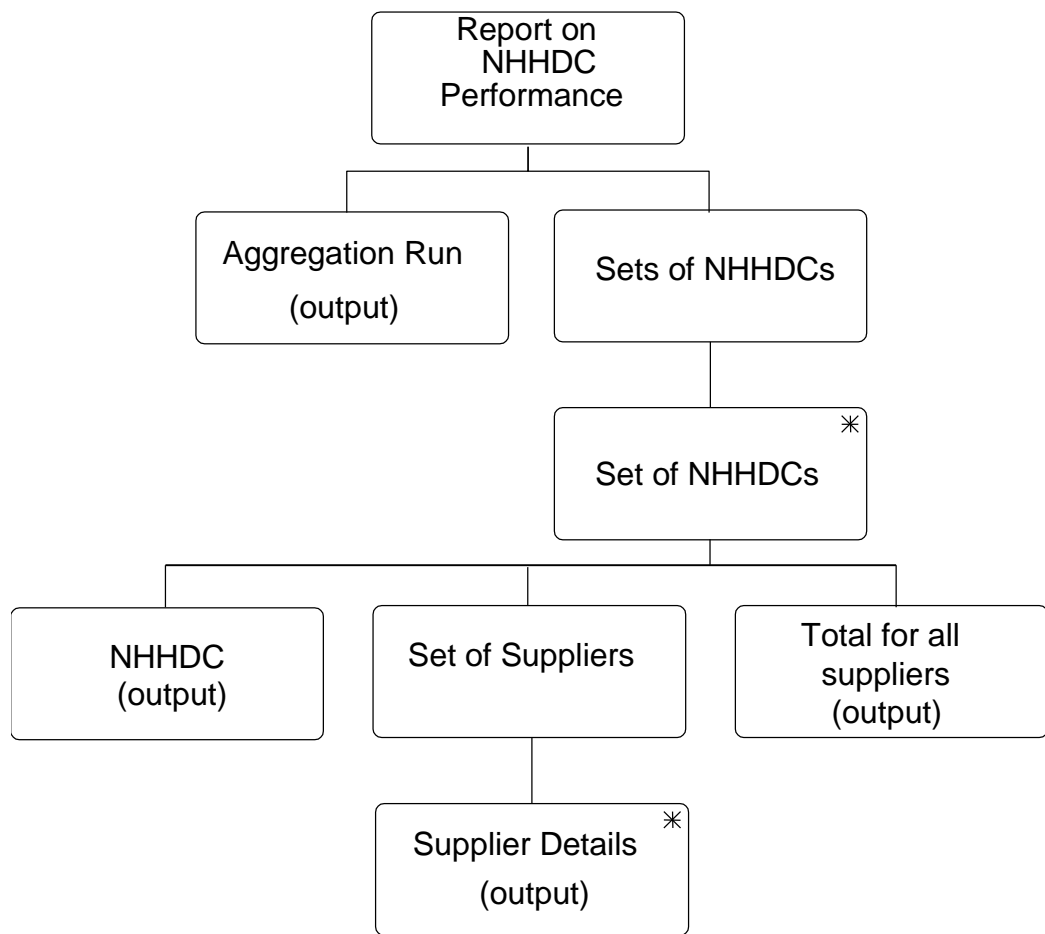 Report on
NHHDC
Performance
Aggregation Run
(output)
Sets of NHHDCs
Set of NHHDCs
NHHDC
(output)
Set of Suppliers
Total for all
suppliers
(output)
Supplier Details
(output)